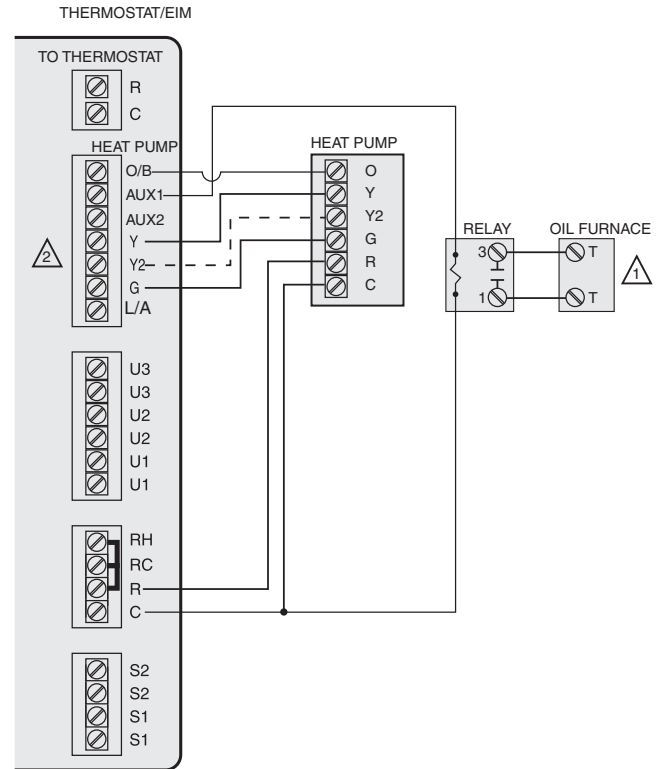 THERMOSTAT/EIM
TO THERMOSTAT
R
C
HEAT PUMP
O/B
AUX1
AUX2
Y
Y2
G
L/A
2
U3
U3
U2
U2
U1
U1
RH
RC
R
C
S2
S2
S1
S1
HEAT PUMP
O
Y
Y2
G
R
C
RELAY
3
1
OIL FURNACE
T
T
1